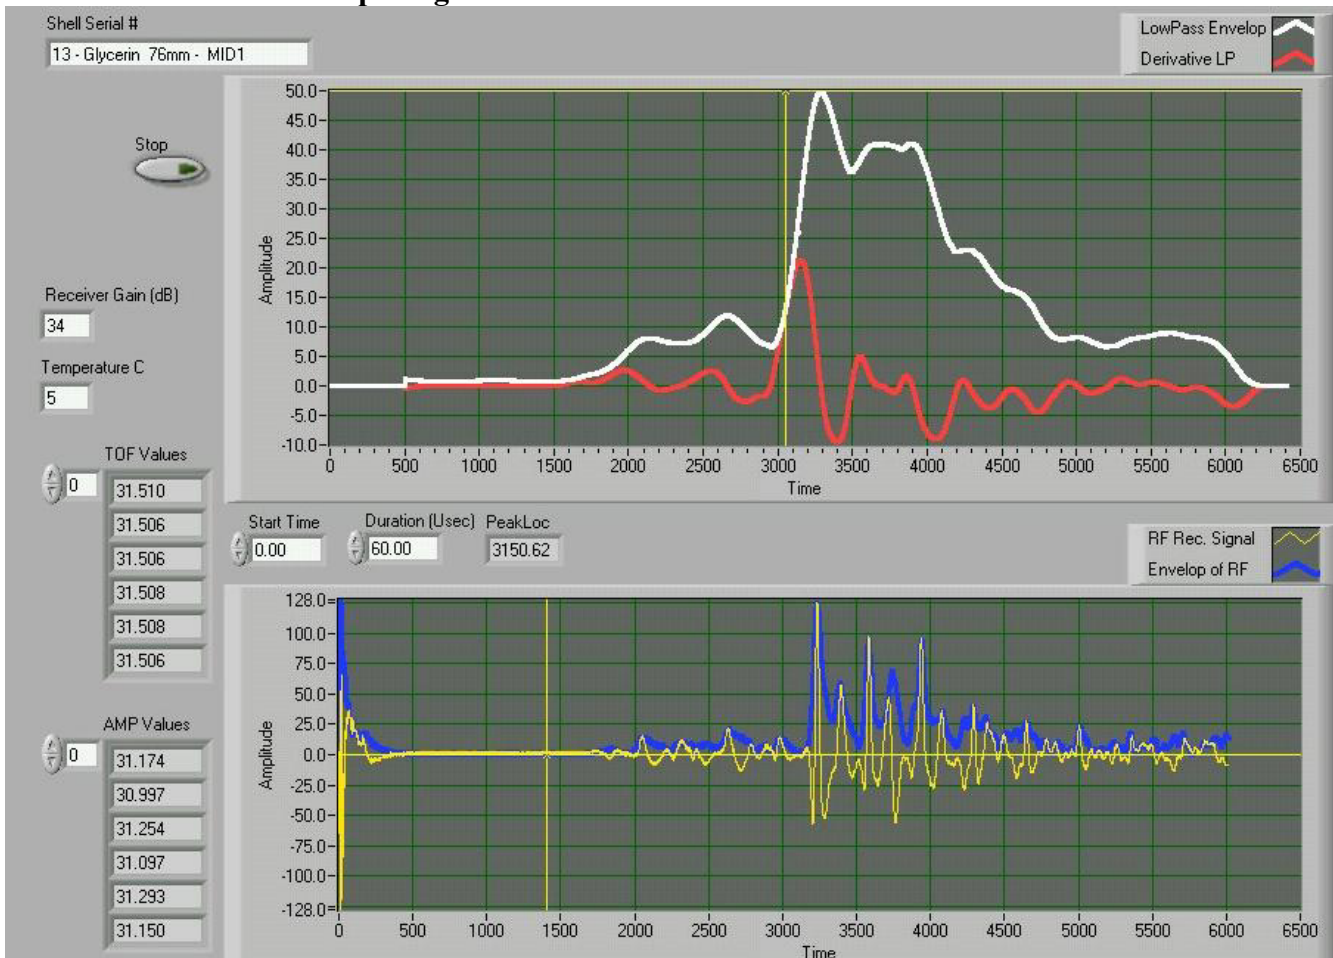 Shell Serial #
13 - Glycerin 76mm - MID1
LowPass Envelop
Derivative LP
Stop
Receiver Gain (dB)
34
Temperature C
5
TOF Values
0
31.510
31.506
31.506
31.508
31.508
31.506
AMP Values
0
31.174
30.997
31.254
31.097
31.293
31.150
Amplitude
50.0
45.0
40.0
35.0
30.0
25.0
20.0
15.0
10.0
5.0
0.0
-5.0
-10.0
0 500 1000 1500 2000 2500 3000 3500 4000 4500 5000 5500 6000 6500
Time
Start Time
0.00
Duration (Usec)
60.00
PeakLoc
3150.62
RF Rec. Signal
Envelop of RF
Amplitude
128.0
100.0
75.0
50.0
25.0
0.0
-25.0
-50.0
-75.0
-100.0
-128.0
0 500 1000 1500 2000 2500 3000 3500 4000 4500 5000 5500 6000 6500
Time